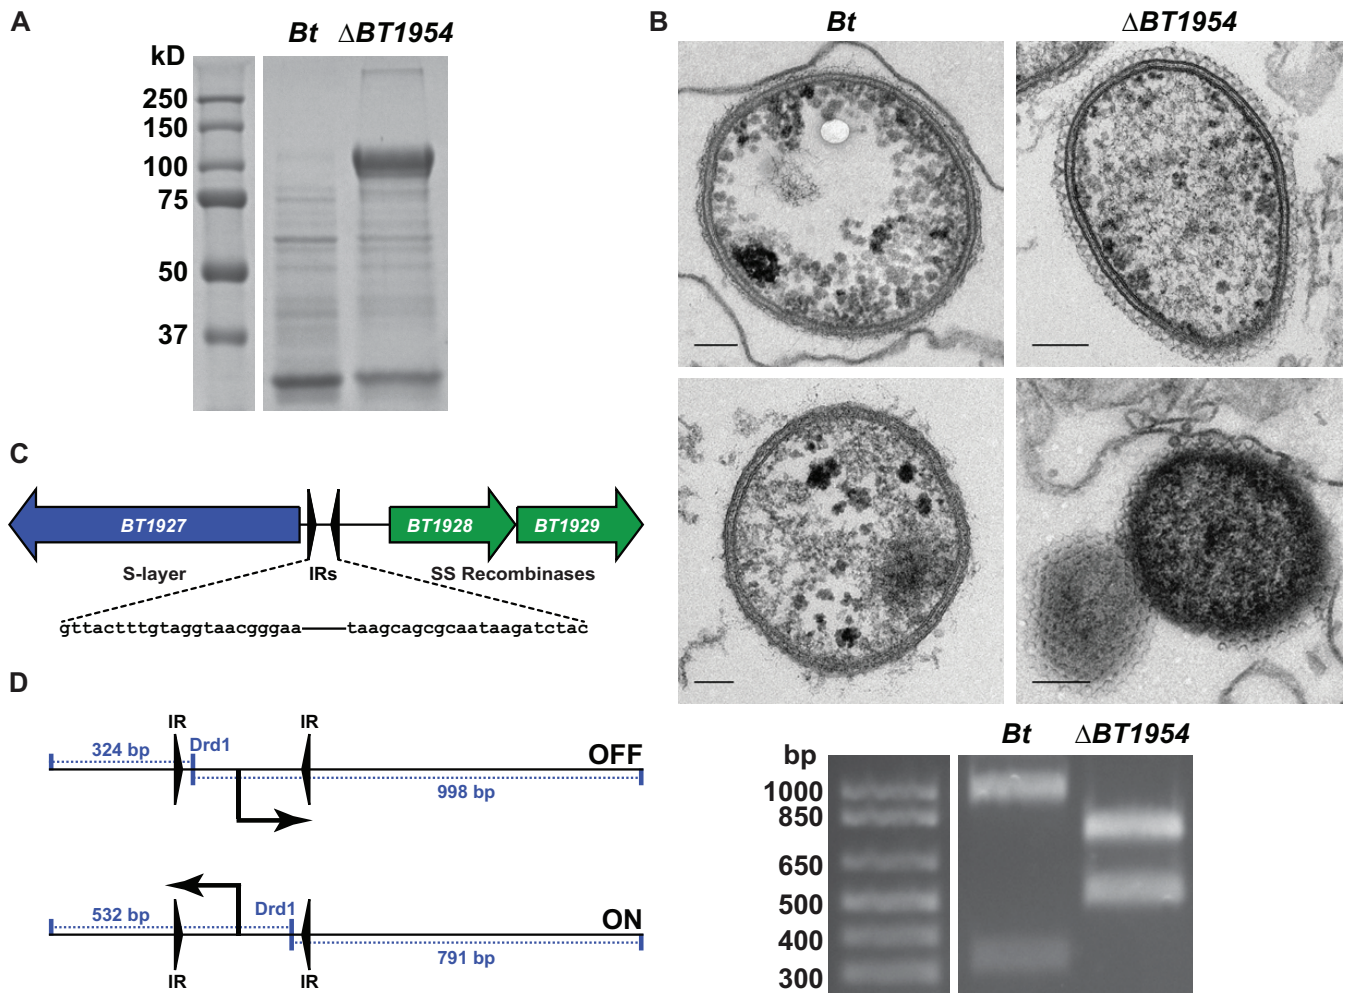 A
Bt ΔBT1954
kD
250
150
100
75
50
37
B
Bt
ΔBT1954
C
BT1927
BT1928
BT1929
S-layer
IRs
SS Recombinases
gttactttgtaggtaacgggaa
taagcagcgcaataagatctac
D
IR
IR
324 bp
Drd1
OFF
998 bp
532 bp
Drd1
ON
791 bp
IR
IR
Bt
ΔBT1954
bp
1000
850
650
500
400
300